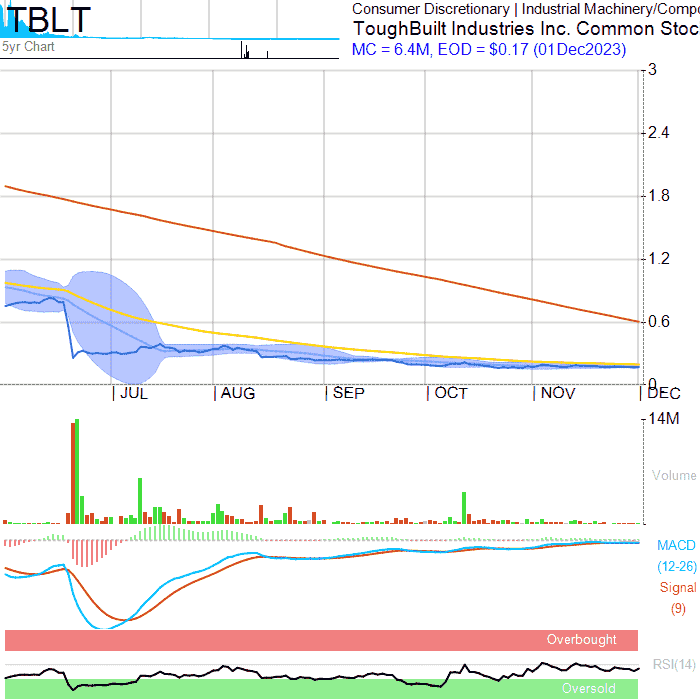 TBLT
5yr Chart
Consumer Discretionary | Industrial Machinery/Compo
ToughBuilt Industries Inc. Common Stoc
MC = 6.4M, EOD = $0.17 (01Dec2023)
3
2.4
1.8
1.2
0.6
0
JUL AUG SEP OCT NOV DEC
14M
Volume
MACD
(12-26)
Signal
(9)
Overbought
RSI(14)
Oversold